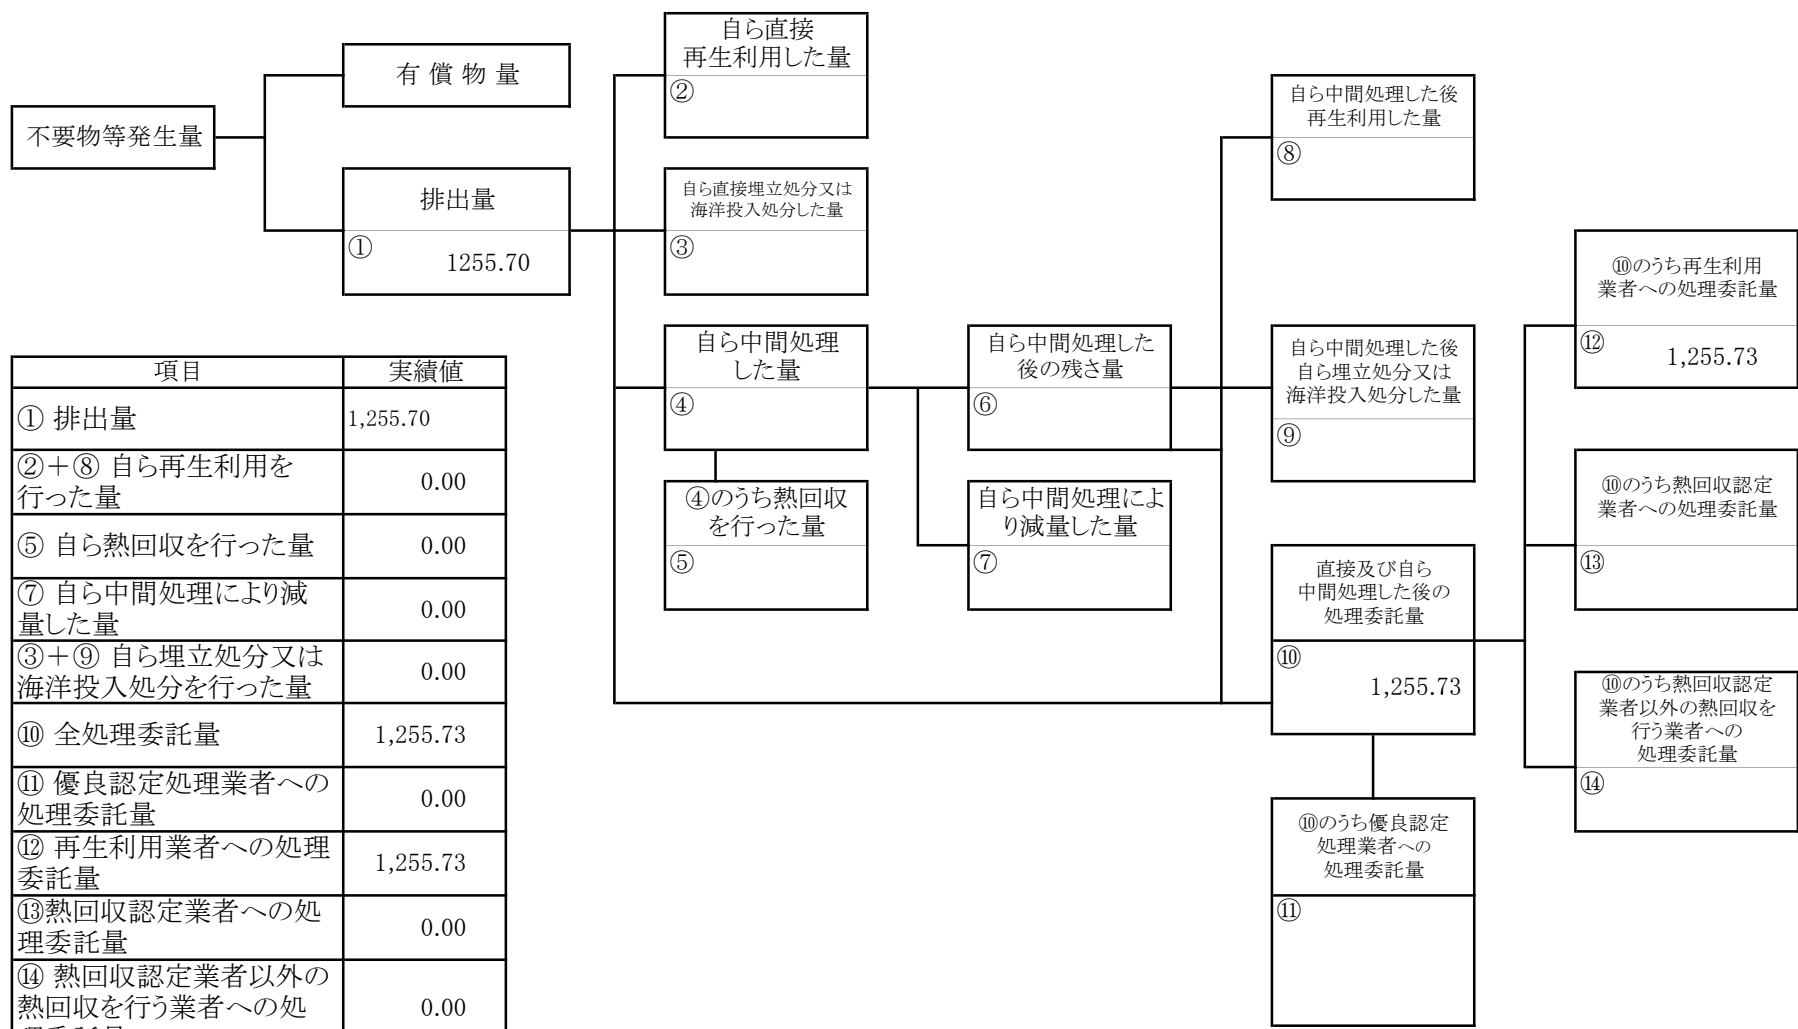 不要物等発生量
有 償 物 量
排出量
①
1255.70
自ら直接
再生利用した量
②
自ら直接埋立処分又は
海洋投入処分した量
③
自ら中間処理
した量
④
④のうち熱回収
を行った量
⑤
自ら中間処理した
後の残さ量
⑥
自ら中間処理によ
り減量した量
⑦
自ら中間処理した後
再生利用した量
⑧
自ら中間処理した後
自ら埋立処分又は
海洋投入処分した量
⑨
直接及び自ら
中間処理した後の
処理委託量
⑩
1,255.73
⑩のうち優良認定
処理業者への
処理委託量
⑪
⑩のうち再生利用
業者への処理委託量
⑫
1,255.73
⑩のうち熱回収認定
業者への処理委託量
⑬
⑩のうち熱回収認定
業者以外の熱回収を
行う業者への
処理委託量
⑭
項目 実績値
① 排出量 1,255.70
②＋⑧ 自ら再生利用を
行った量 0.00
⑤ 自ら熱回収を行った量 0.00
⑦ 自ら中間処理により減
量した量 0.00
③＋⑨ 自ら埋立処分又は
海洋投入処分を行った量 0.00
⑩ 全処理委託量 1,255.73
⑪ 優良認定処理業者への
処理委託量 0.00
⑫ 再生利用業者への処理
委託量 1,255.73
⑬熱回収認定業者への処
理委託量 0.00
⑭ 熱回収認定業者以外の
熱回収を行う業者への処 0.00